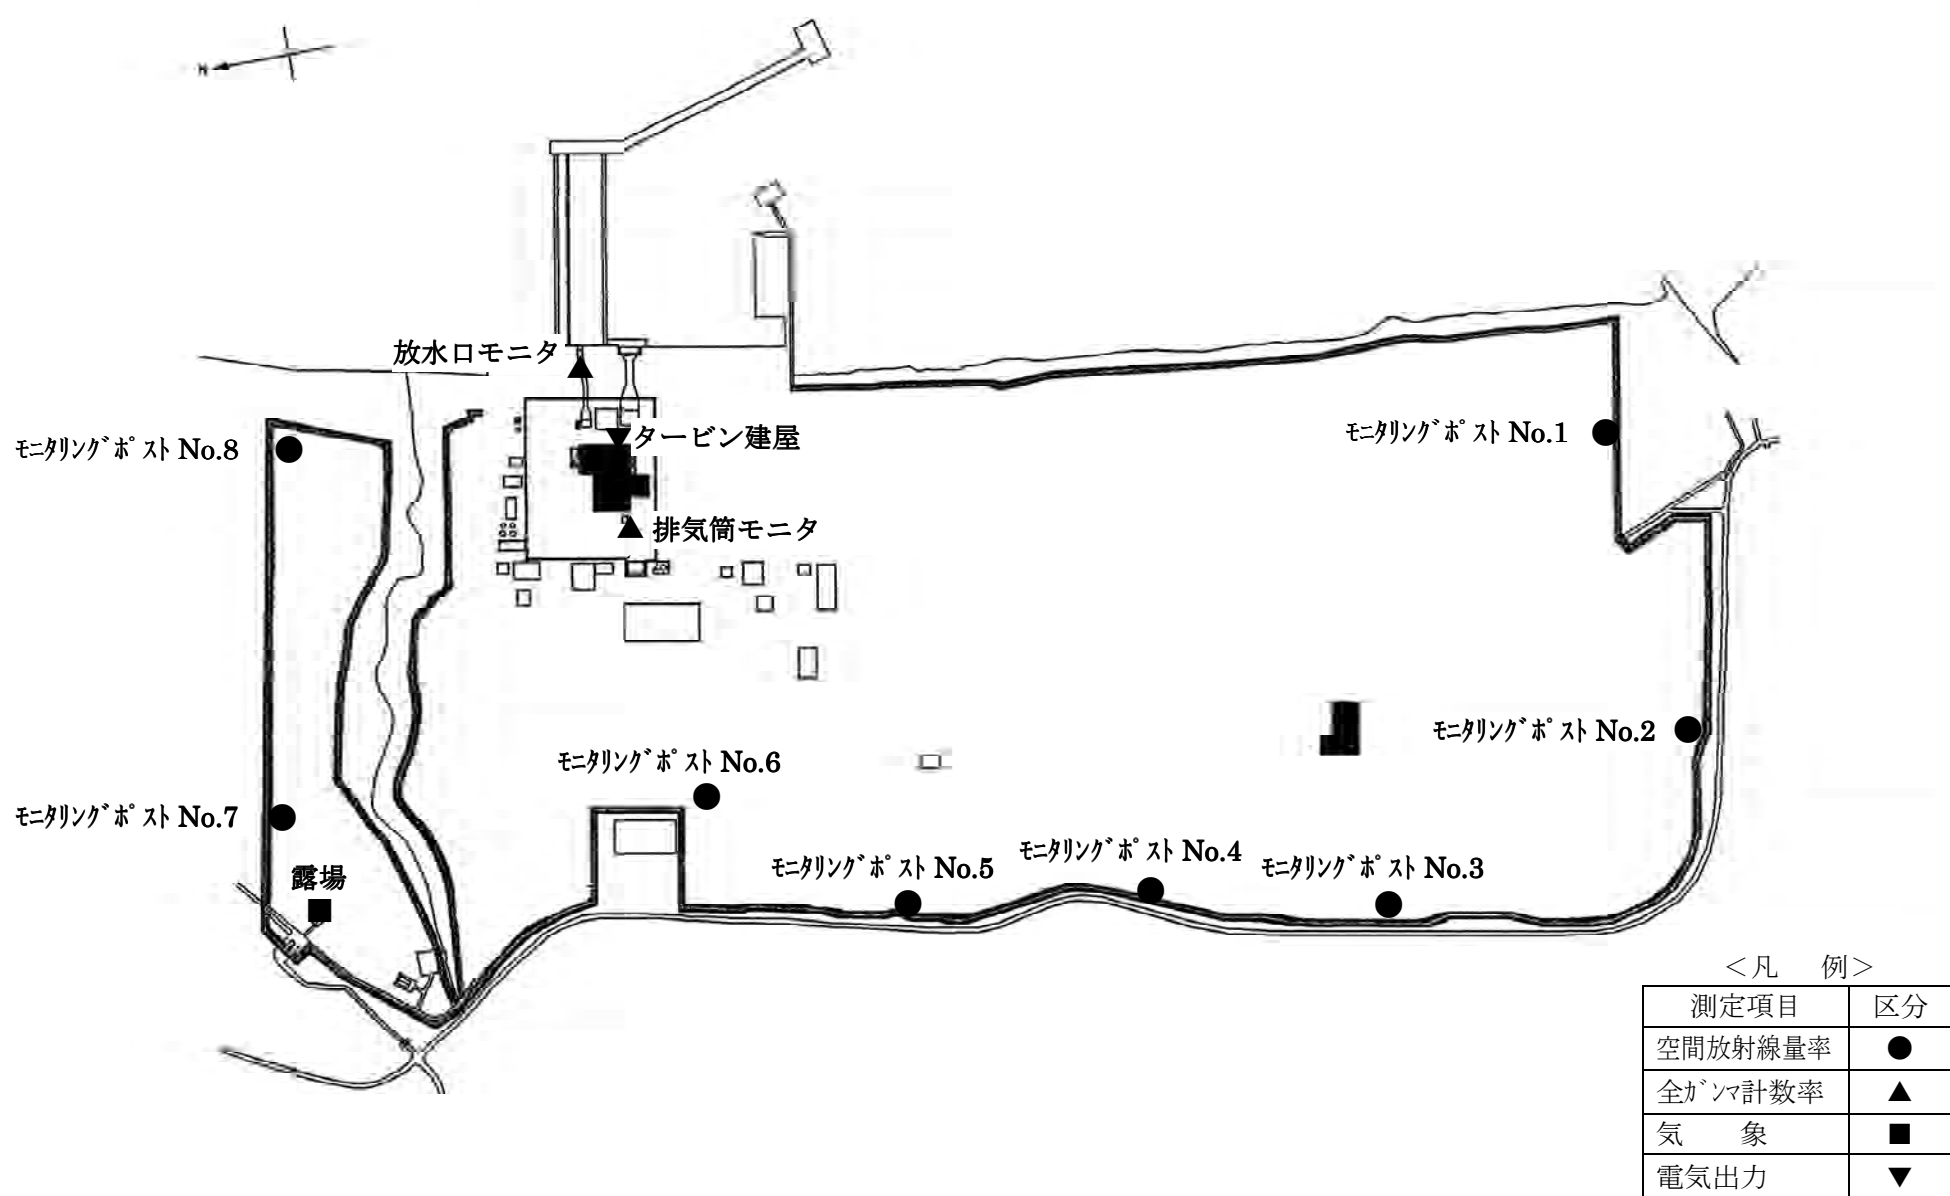 N
放水口モニタ
モニタリングポスト No.1
タービン建屋
モニタリングポスト No.8
排気筒モニタ
モニタリングポスト No.2
モニタリングポスト No.6
モニタリングポスト No.7
モニタリングポスト No.4
モニタリングポスト No.5
モニタリングポスト No.3
露場
＜凡　例＞
測定項目 区分
空間放射線量率 ●
全ガンマ計数率 ▲
気　象 ■
電気出力 ▼